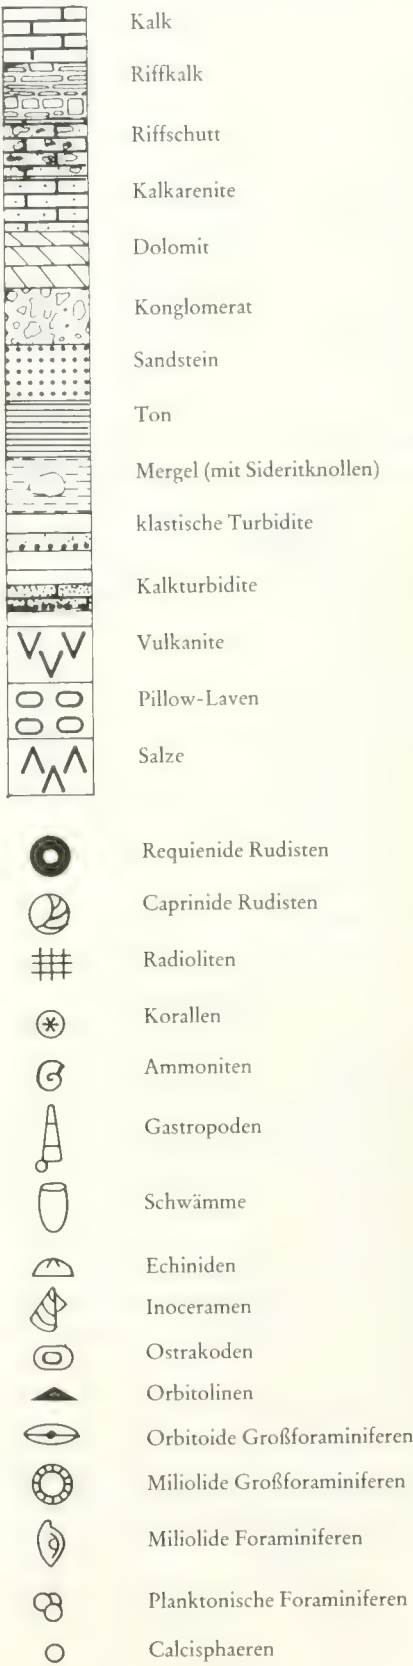 Kalk
Riffkalk
Riffschutt
Kalkarenite
Dolomit
Konglomerat
Sandstein
Ton
Mergel (mit Sideritknollen)
klastische Turbidite
Kalkturbidite
Vulkanite
Pillow-Laven
Salze
Requienide Rudisten
Caprinide Rudisten
Radioliten
Korallen
Ammoniten
Gastropoden
Schwämme
Echiniden
Inoceramen
Ostrakoden
Orbitolinen
Orbitoide Großforaminiferen
Miliolide Großforaminiferen
Miliolide Foraminiferen
Planktonische Foraminiferen
Calcisphaeren